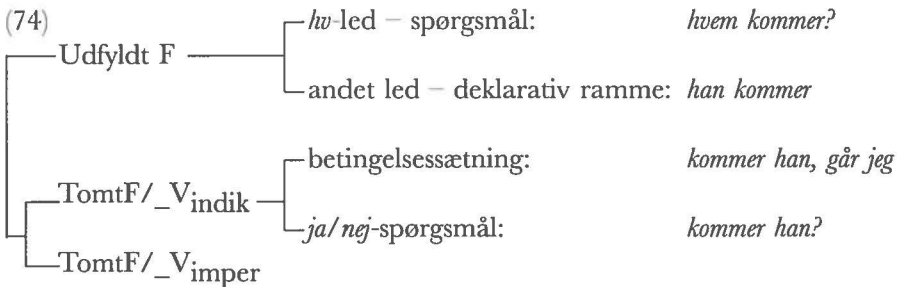 (74)
hv-led – spørgsmål: hvem kommer?
Udfyldt F
andet led – deklarativ ramme: han kommer
betingelsessætning: kommer han, går jeg
TomtF/_Vindik
ja/nej-spørgsmål: kommer han?
TomtF/_Vimper